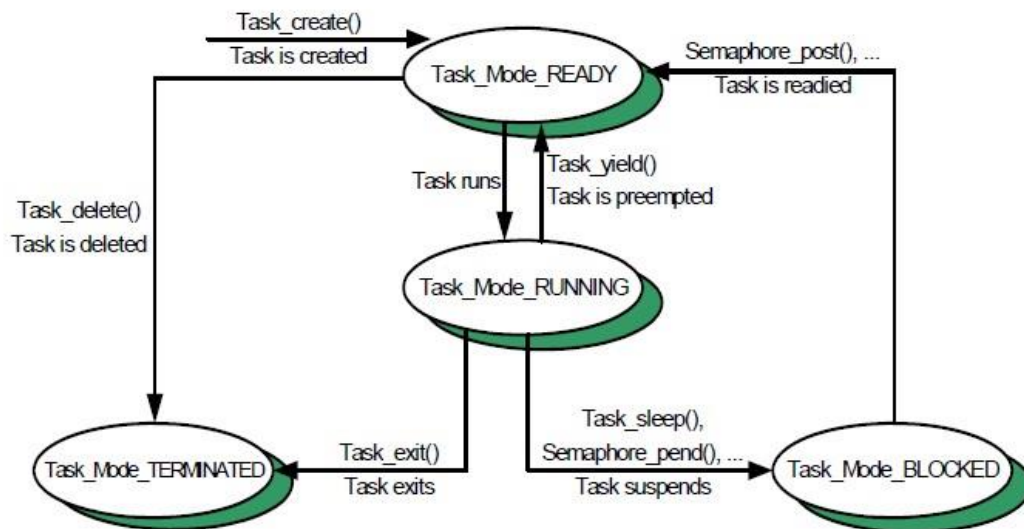 Task_create()
Task is created
Task_Mode_READY
Semaphore_post(), ...
Task is readied
Task_yield()
Task runs
Task is preempted
Task_delete()
Task is deleted
Task_Mode_RUNNING
Task_sleep(),
Task_exit()
Semaphore_pend(), ...
Task_Mode_TERMINATED
Task_Mode_BLOCKED
Task exits
Task suspends